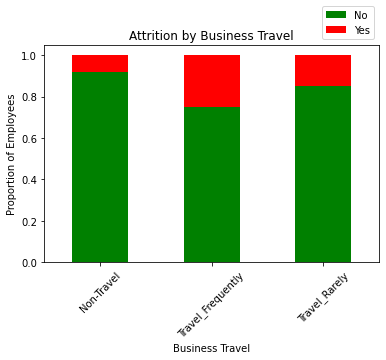 No
Yes
Attrition by Business Travel
Proportion of Employees
1.0
0.8
0.6
0.4
0.2
0.0
Non-Travel
Travel_Frequently
Travel_Rarely
Business Travel